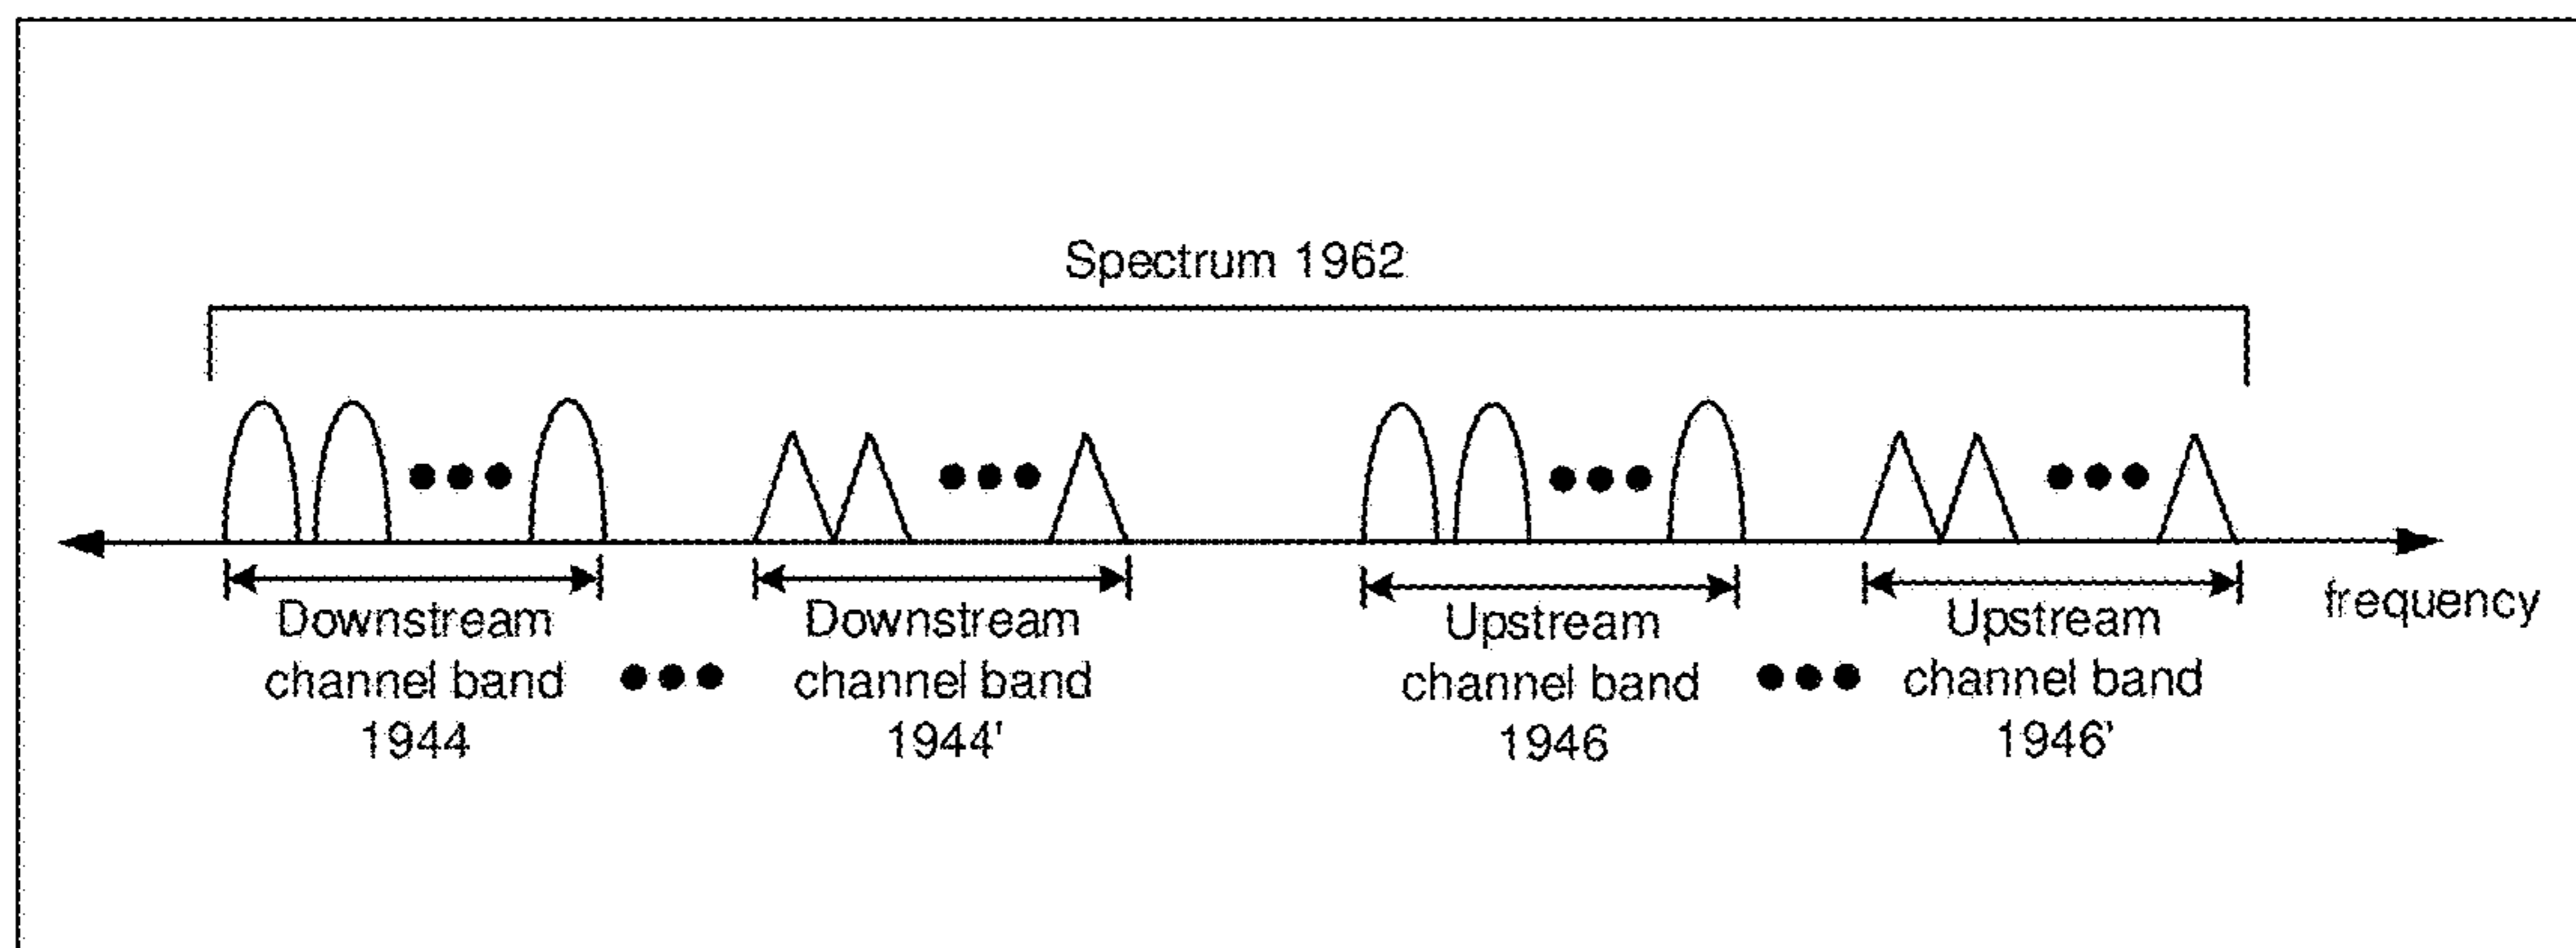 Spectrum 1962
frequency
Downstream
channel band
1944
Downstream
channel band
1944'
Upstream
channel band
1946
Upstream
channel band
1946'